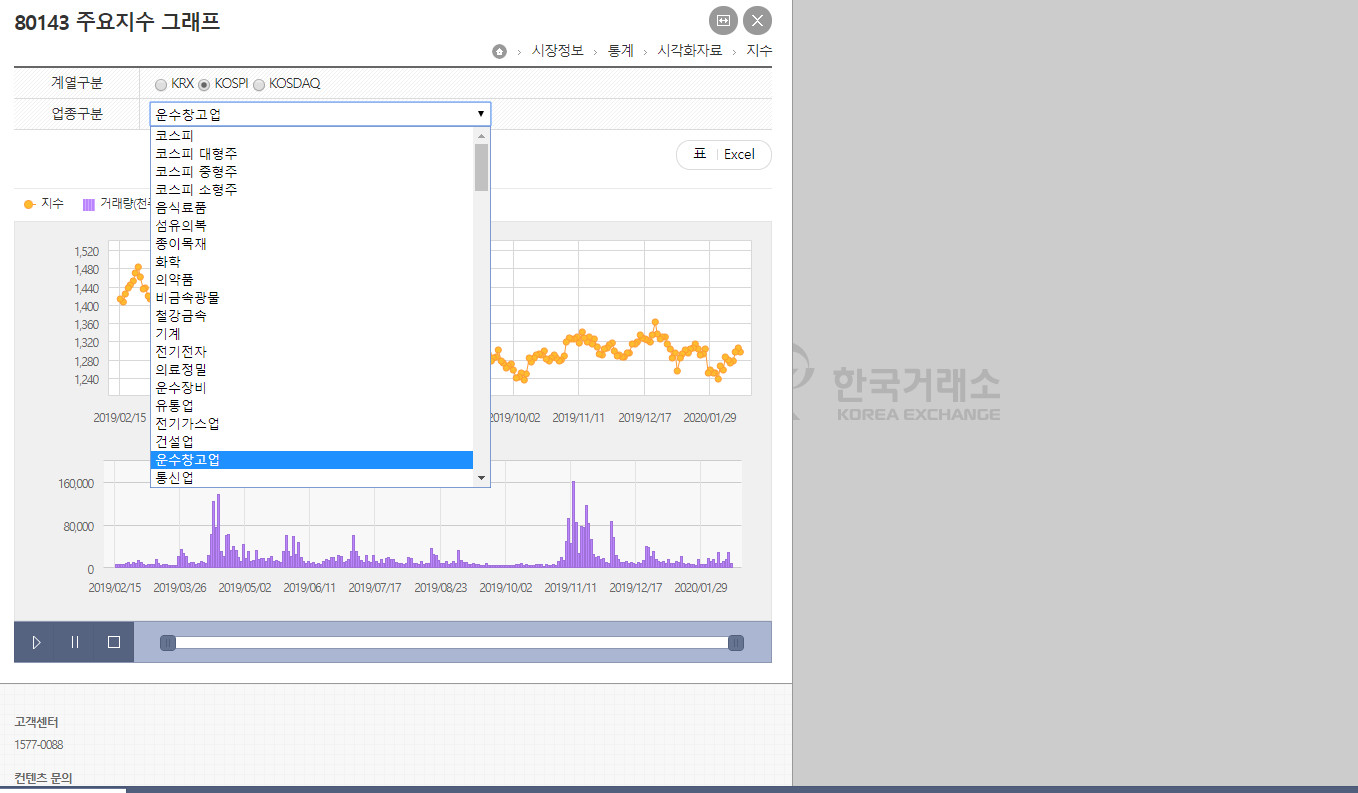 80143 주요지수 그래프
시장정보 > 통계 > 시각화자료 > 지수
계열구분 KRX KOSPI KOSDAQ
업종구분 운수창고업
코스피
코스피 대형주
코스피 중형주
코스피 소형주
음식료품
섬유의복
종이목재
화학
의약품
비금속광물
철강금속
기계
전기전자
의료정밀
운수장비
유통업
전기가스업
건설업
운수창고업
통신업
표 Excel
지수 거래량(천
1,520
1,480
1,440
1,400
1,360
1,320
1,280
1,240
2019/02/15 2019/10/02 2019/11/11 2019/12/17 2020/01/29
160,000
80,000
0
2019/02/15 2019/03/26 2019/05/02 2019/06/11 2019/07/17 2019/08/23 2019/10/02 2019/11/11 2019/12/17 2020/01/29
고객센터
1577-0088
컨텐츠 문의
한국거래소
KOREA EXCHANGE